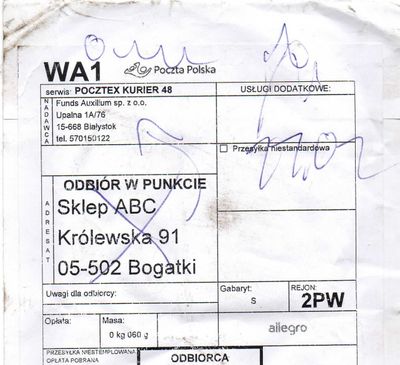 WA1
Poczta Polska
serwis: POCZTEX KURIER 48
USŁUGI DODATKOWE:
NADAWCA
Funds Auxilium sp. z o.o.
Upalna 1A/76
15-668 Białystok
tel. 570150122
Przesyłka niestandardowa
ODBIÓR W PUNKCIE
ADRESAT
Sklep ABC
Królewska 91
05-502 Bogatki
Uwagi dla odbiorcy:
Gabaryt:
S
REJON:
2PW
Opłata:
Masa:
0 kg 060 g
allegro
PRZESYŁKA NIESTEMPLOWANA
OPŁATA POBRANA
ODBIORCA